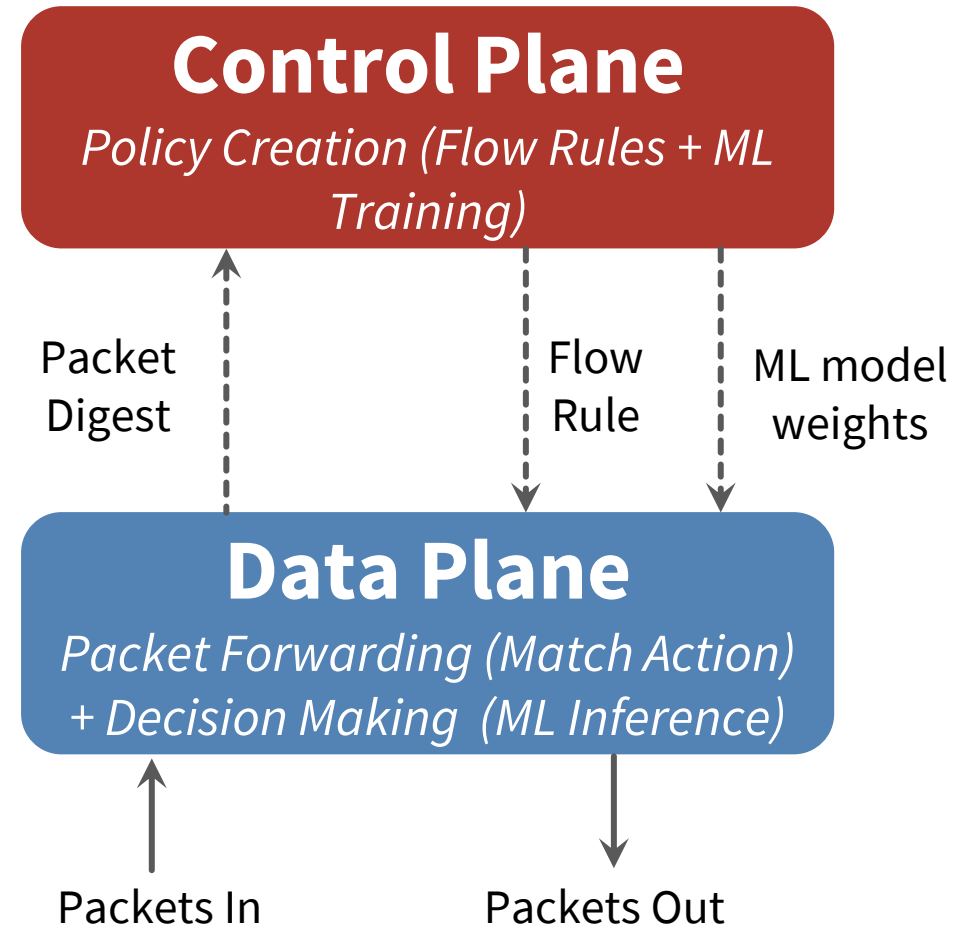 Control Plane
Policy Creation (Flow Rules + ML
Training)
Packet
Digest
Flow
Rule
ML model
weights
Data Plane
Packet Forwarding (Match Action)
+ Decision Making (ML Inference)
Packets In
Packets Out